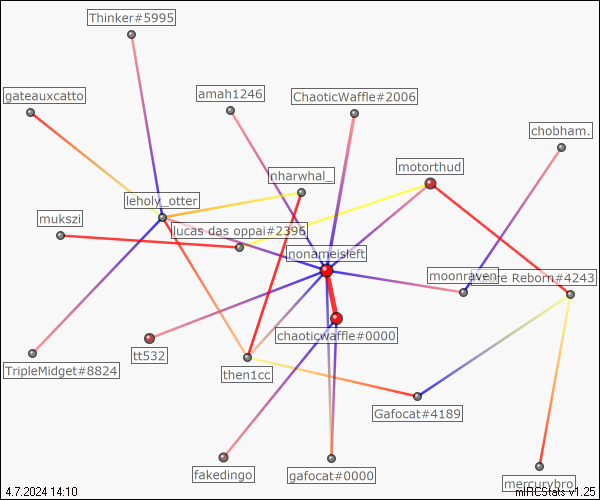 Thinker#5995
gateauxcatto
amah1246
ChaoticWaffle#2006
chobham.
motorthud
lnharwhal_
leholy_otter
mukszi
lucas das oppai#2396
nonameisleft
moonraven
Reborn#4243
chaoticwaffle#0000
tt532
TripleMidget#8824
then1cc
Gafocat#4189
fakedingo
gafocat#0000
mercurybro
4.7.2024 14:10
mIRCStats v1.25